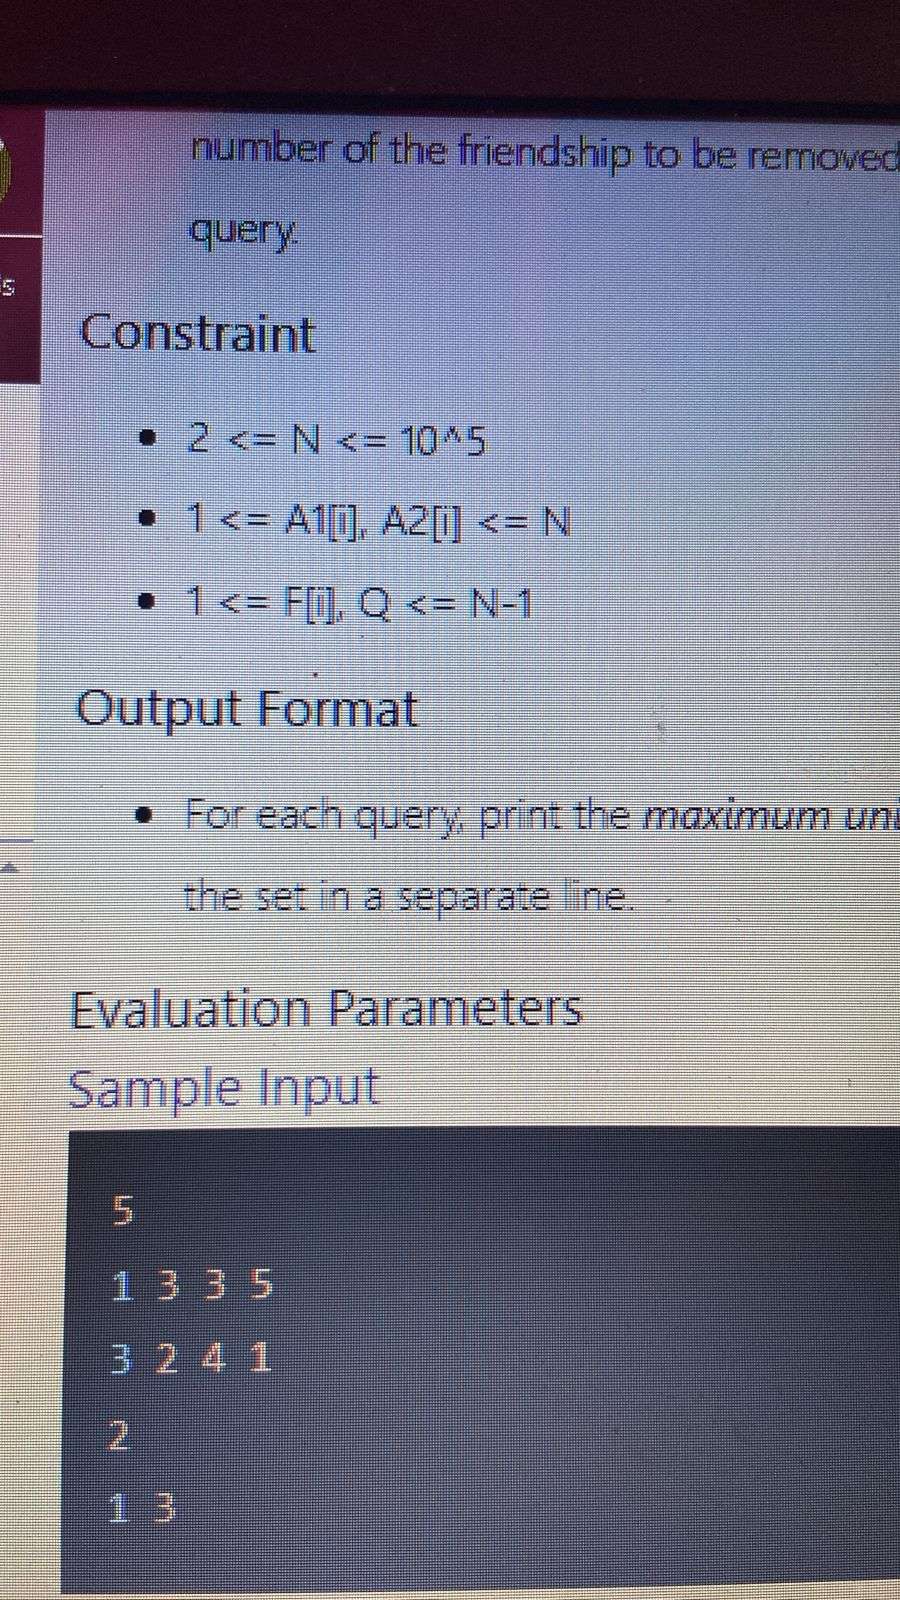 number of the friendship to be removed
query.
s
Constraint
2 <= N <= 10^5
1 <= A1[i], A2[i] <= N
1 <= F[i], Q <= N-1
Output Format
For each query, print the maximum uni
the set in a separate line.
Evaluation Parameters
Sample Input
5
1 3 3 5
3 2 4 1
2
1 3